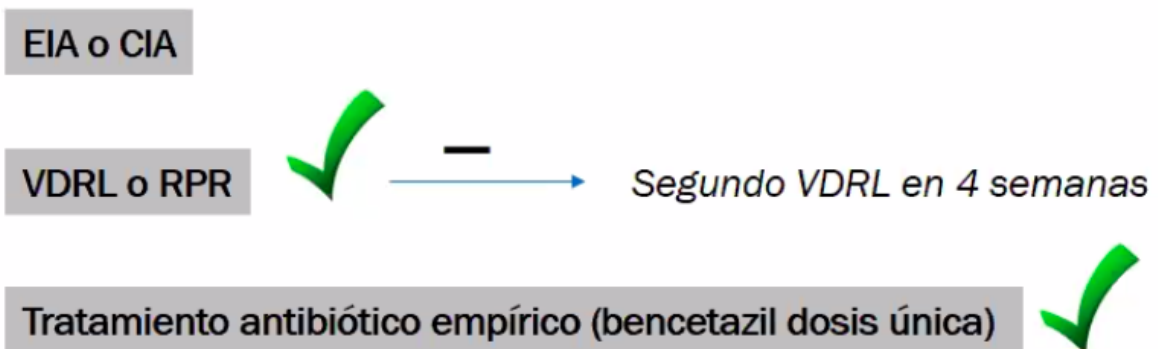 EIA o CIA
VDRL o RPR
Segundo VDRL en 4 semanas
Tratamiento antibiótico empírico (bencetazil dosis única)